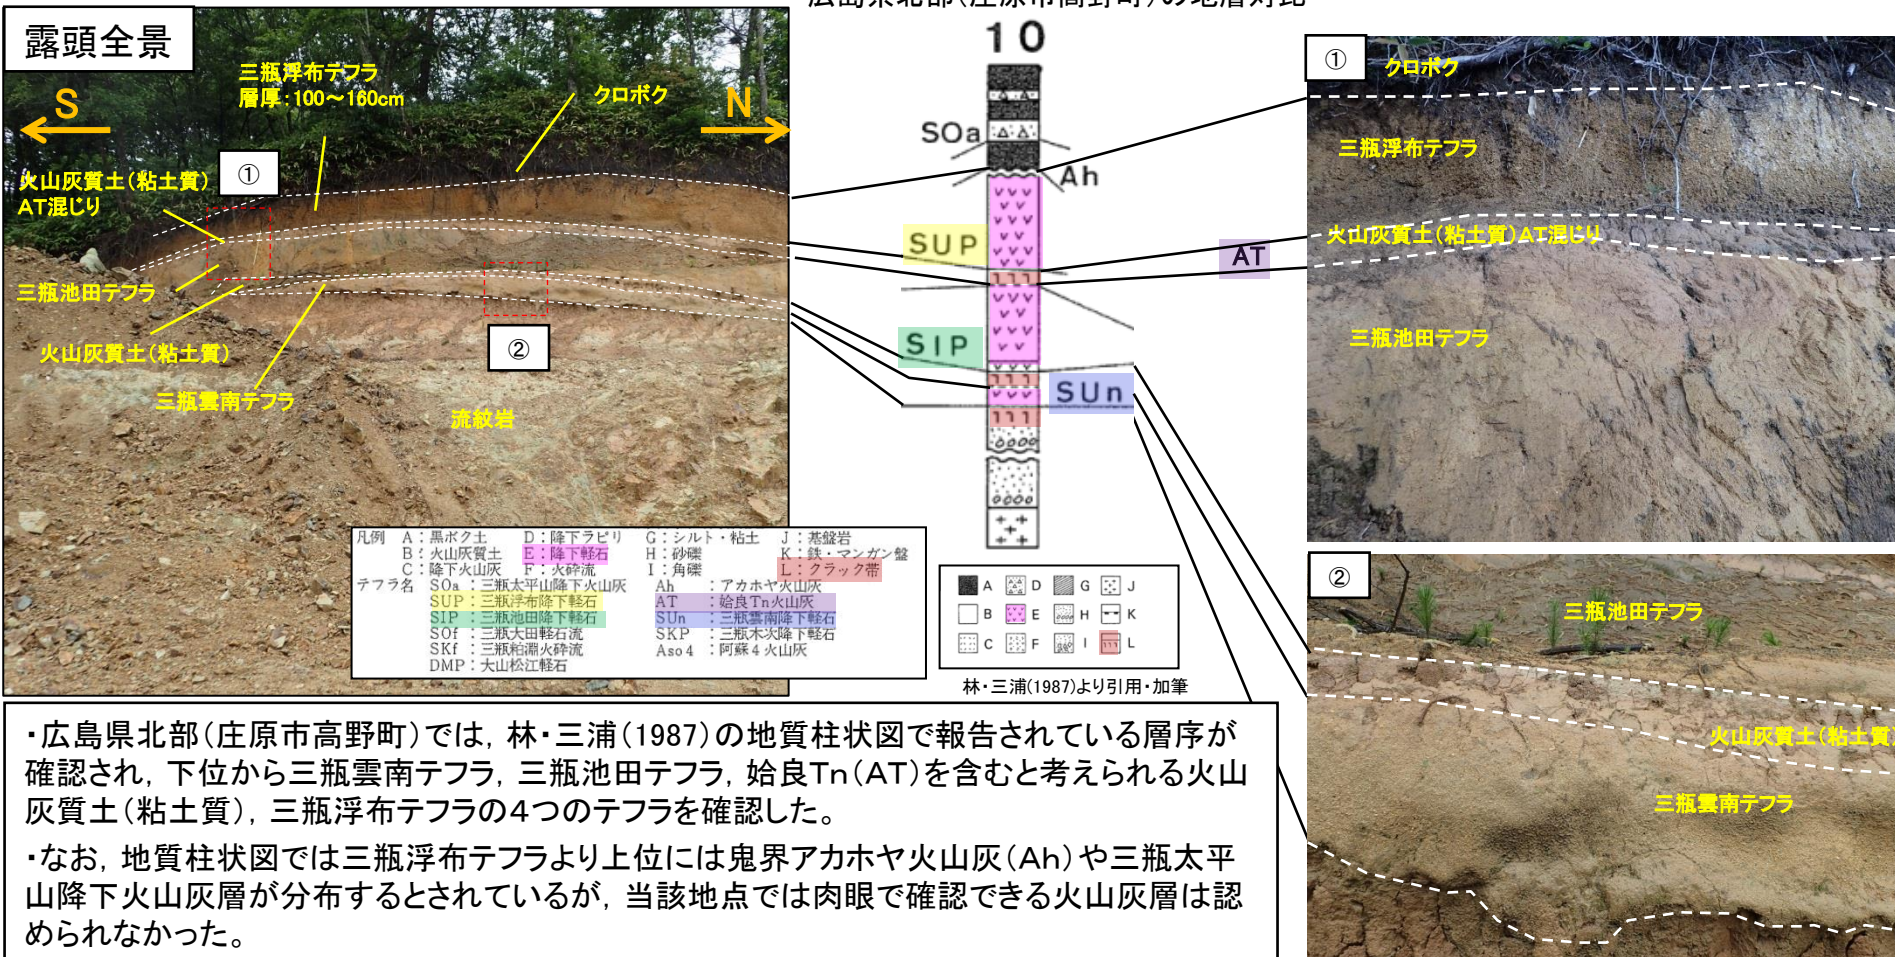 広島県北部(庄原市高野町)の地層対比
露頭全景
S
N
三瓶浮布テフラ
層厚:100~160cm
クロボク
①
火山灰質土(粘土質)
AT混じり
三瓶池田テフラ
火山灰質土(粘土質)
②
三瓶雲南テフラ
流紋岩
10
SOa
Ah
SUP
AT
SIP
SUn
凡例 A:黒ボク土 D:降下ラピリ G:シルト・粘土 J:基盤岩
B:火山灰質土 E:降下軽石 H:砂礫 K:鉄・マンガン盤
C:降下火山灰 F:火砕流 I:角礫 L:クラック帯
テフラ名 SOa:三瓶太平山降下火山灰 Ah:アカホヤ火山灰
SUP:三瓶浮布降下軽石 AT:姶良Tn火山灰
SIP:三瓶池田降下軽石 SUn:三瓶雲南降下軽石
SOf:三瓶大田軽石流 SKP:三瓶木次降下軽石
SKf:三瓶粕淵火砕流 Aso4:阿蘇4火山灰
DMP:大山松江軽石
A D G J
B E H K
C F I L
林・三浦(1987)より引用・加筆
①
クロボク
三瓶浮布テフラ
火山灰質土(粘土質)AT混じり
三瓶池田テフラ
②
三瓶池田テフラ
火山灰質土(粘土質)
三瓶雲南テフラ
・広島県北部(庄原市高野町)では,林・三浦(1987)の地質柱状図で報告されている層序が
確認され,下位から三瓶雲南テフラ,三瓶池田テフラ,姶良Tn(AT)を含むと考えられる火山
灰質土(粘土質),三瓶浮布テフラの4つのテフラを確認した。
・なお,地質柱状図では三瓶浮布テフラより上位には鬼界アカホヤ火山灰(Ah)や三瓶太平
山降下火山灰層が分布するとされているが,当該地点では肉眼で確認できる火山灰層は認
められなかった。